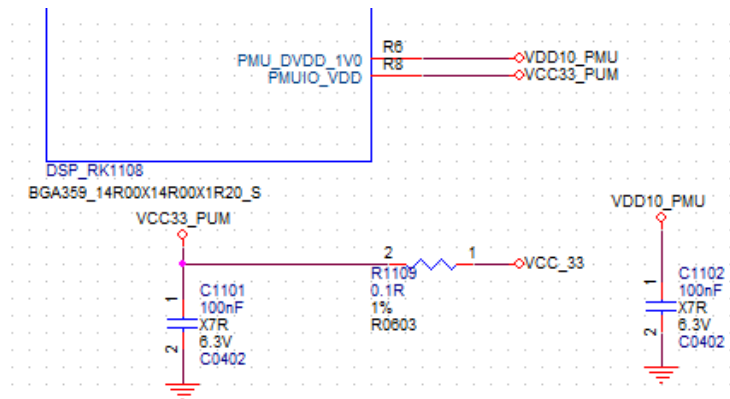 R6
PMU_DVDD_1V0
VDD10_PMU
R8
PMUIO_VDD
VCC33_PUM
DSP_RK1108
BGA359_14R00X14R00X1R20_S
VCC33_PUM
2
1
VCC_33
R1109
0.1R
1%
R0603
1
C1101
100nF
X7R
6.3V
2
C0402
VDD10_PMU
1
C1102
100nF
X7R
6.3V
2
C0402